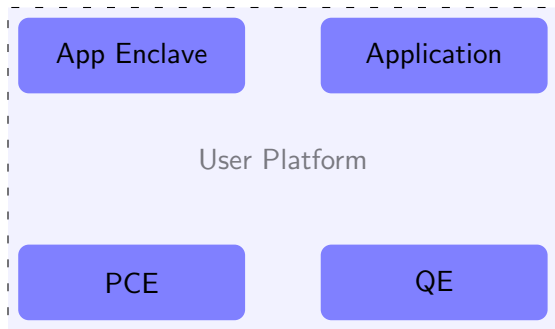 App Enclave
Application
User Platform
PCE
QE